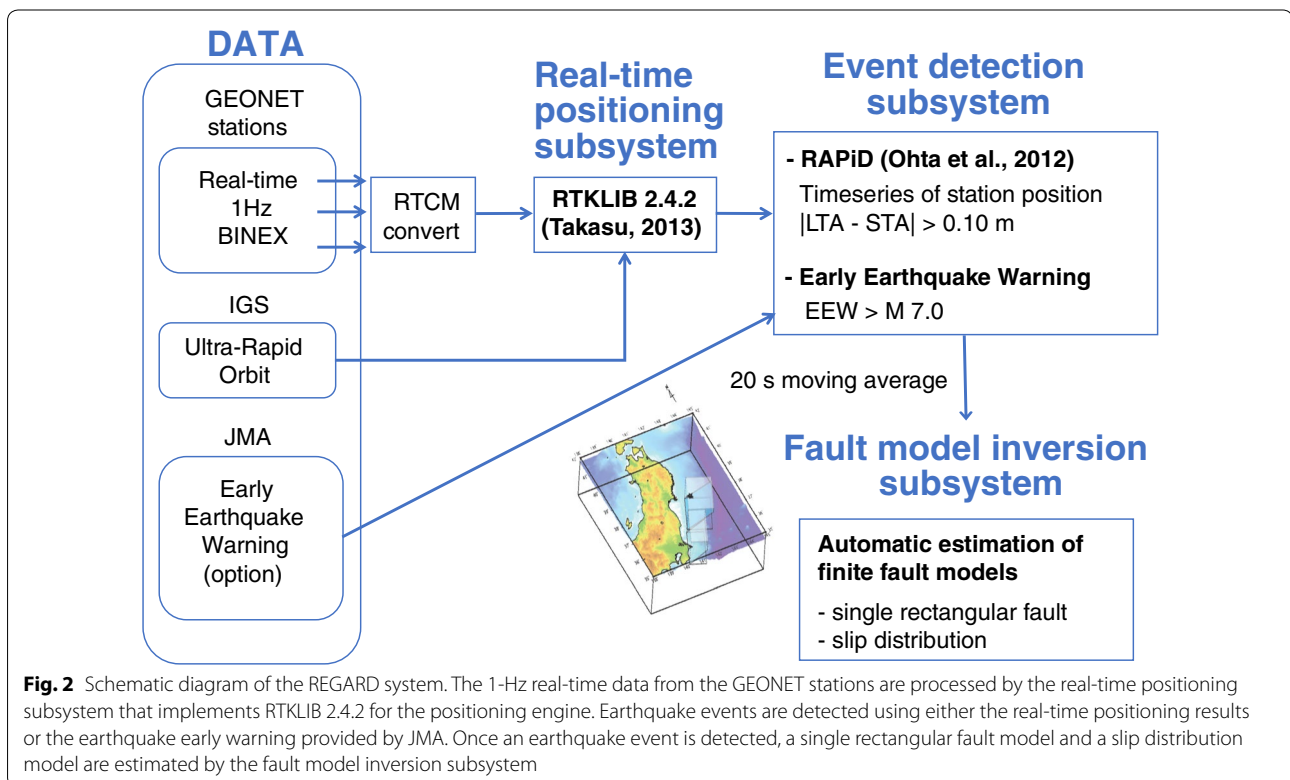 DATA
GEONET
stations
Real-time
1Hz
BINEX
IGS
Ultra-Rapid
Orbit
JMA
Early
Earthquake
Warning
(option)
RTCM
convert
Real-time
positioning
subsystem
RTKLIB 2.4.2
(Takasu, 2013)
Event detection
subsystem
- RAPiD (Ohta et al., 2012)
Timeseries of station position
|LTA - STA| > 0.10 m
- Early Earthquake Warning
EEW > M 7.0
20 s moving average
Fault model inversion
subsystem
Automatic estimation of
finite fault models
- single rectangular fault
- slip distribution
Fig. 2 Schematic diagram of the REGARD system. The 1-Hz real-time data from the GEONET stations are processed by the real-time positioning
subsystem that implements RTKLIB 2.4.2 for the positioning engine. Earthquake events are detected using either the real-time positioning results
or the earthquake early warning provided by JMA. Once an earthquake event is detected, a single rectangular fault model and a slip distribution
model are estimated by the fault model inversion subsystem